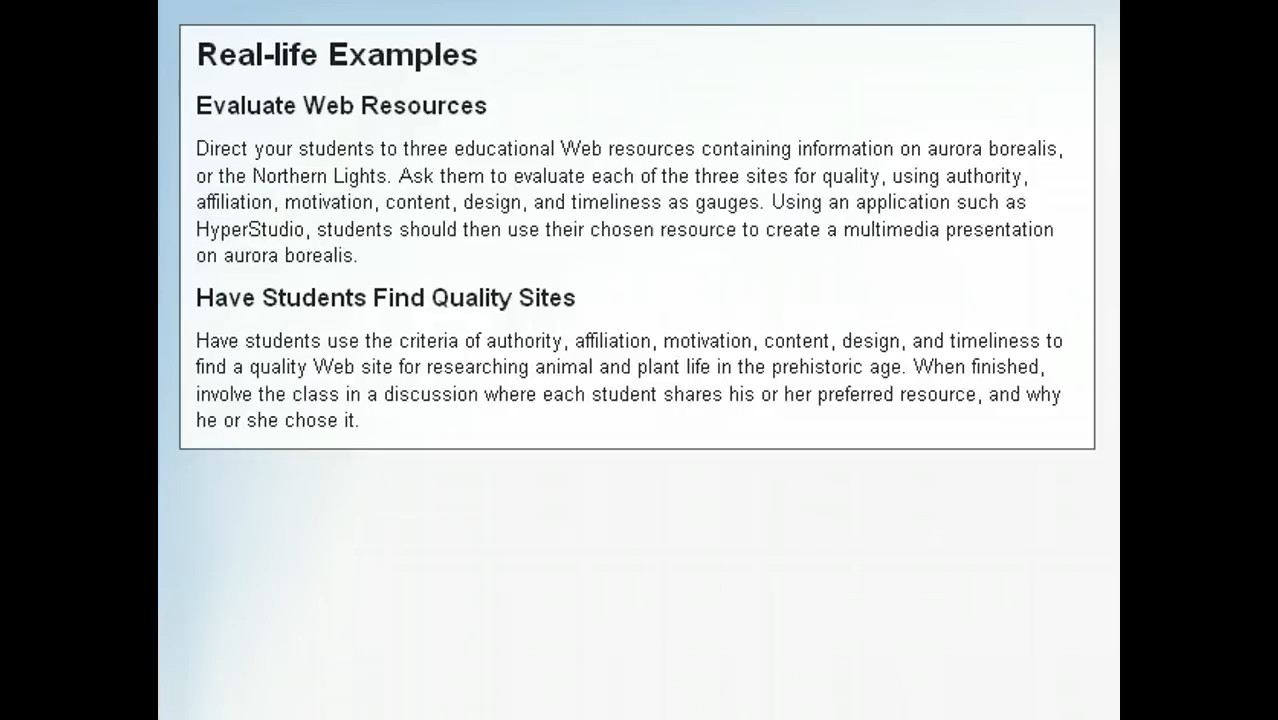 Real-life Examples
Evaluate Web Resources
Direct your students to three educational Web resources containing information on aurora borealis,
or the Northern Lights. Ask them to evaluate each of the three sites for quality, using authority,
affiliation, motivation, content, design, and timeliness as gauges. Using an application such as
HyperStudio, students should then use their chosen resource to create a multimedia presentation
on aurora borealis.
Have Students Find Quality Sites
Have students use the criteria of authority, affiliation, motivation, content, design, and timeliness to
find a quality Web site for researching animal and plant life in the prehistoric age. When finished,
involve the class in a discussion where each student shares his or her preferred resource, and why
he or she chose it.